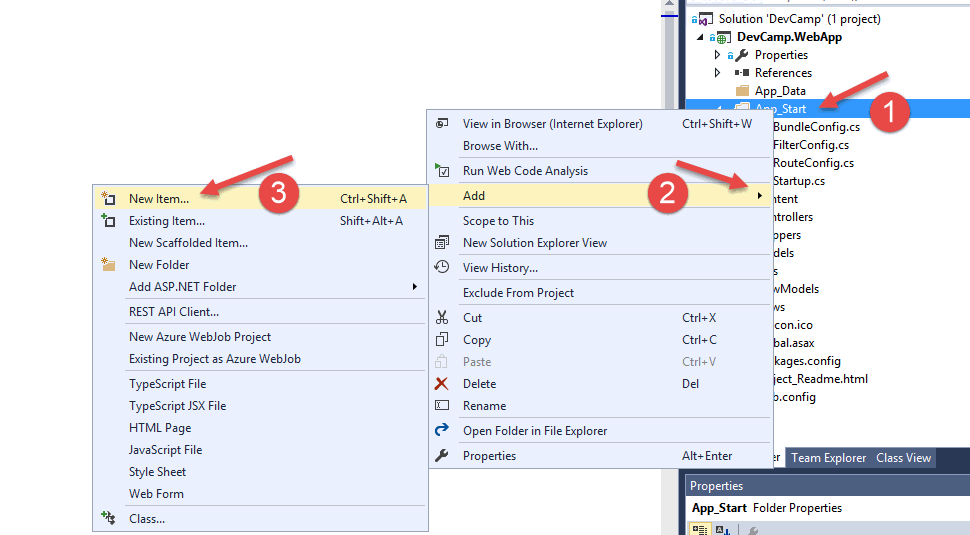 Solution 'DevCamp' (1 project)
DevCamp.WebApp
Properties
References
App_Data
App_Start
1
BundleConfig.cs
FilterConfig.cs
RouteConfig.cs
Startup.cs
ntent
ntrollers
ppers
dels
s
wModels
ws
con.ico
bal.asax
kages.config
ject_Readme.html
b.config
View in Browser (Internet Explorer) Ctrl+Shift+W
Browse With...
Run Web Code Analysis
Add
2
Scope to This
New Solution Explorer View
View History...
Exclude From Project
Cut Ctrl+X
Copy Ctrl+C
Paste Ctrl+V
Delete Del
Rename
Open Folder in File Explorer
Properties Alt+Enter
3
New Item... Ctrl+Shift+A
Existing Item... Shift+Alt+A
New Scaffolded Item...
New Folder
Add ASP.NET Folder
REST API Client...
New Azure WebJob Project
Existing Project as Azure WebJob
TypeScript File
TypeScript JSX File
HTML Page
JavaScript File
Style Sheet
Web Form
Class...
er Team Explorer Class View
Properties
App_Start Folder Properties